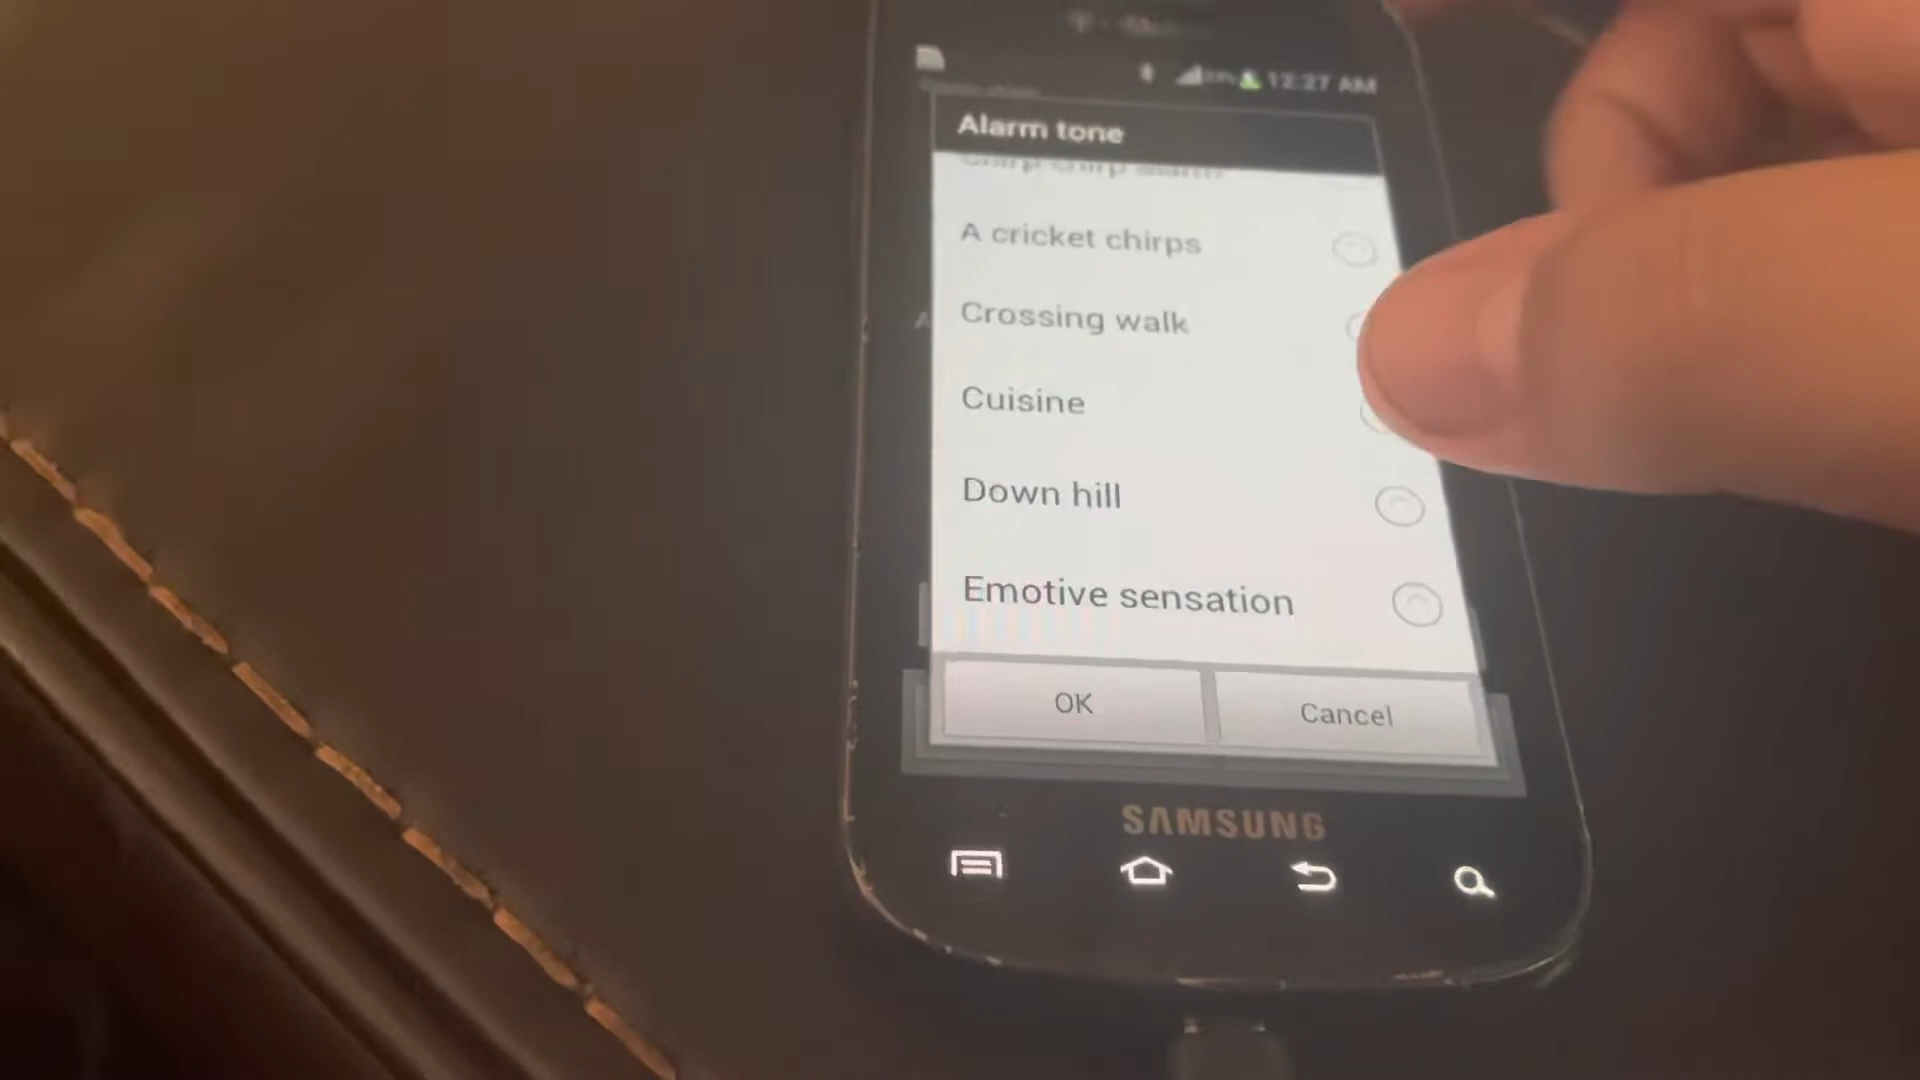 12:27 AM
Alarm tone
A cricket chirps
Crossing walk
Cuisine
Down hill
Emotive sensation
OK
Cancel
SAMSUNG